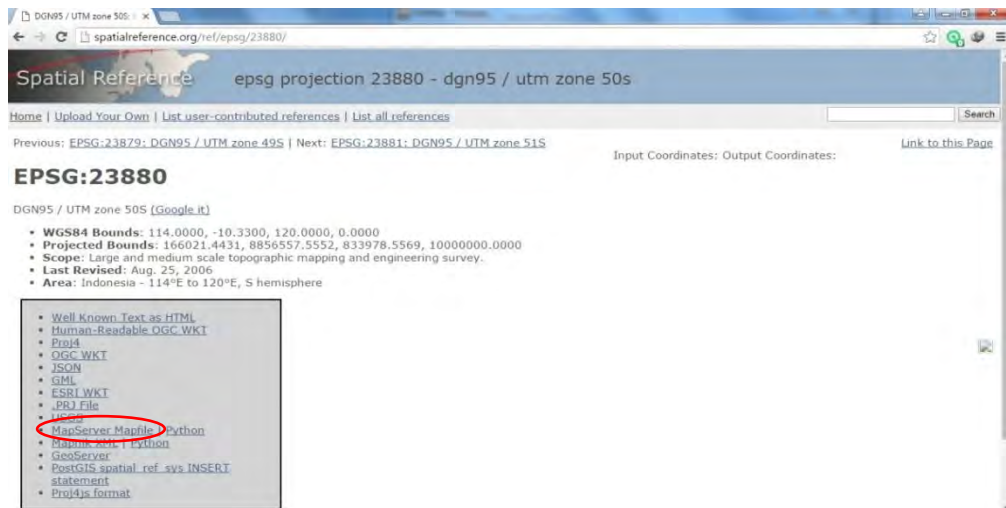 DGN95 / UTM zone 50S:
spatialreference.org/ref/epsg/23880/
Spatial Reference epsg projection 23880 - dgn95 / utm zone 50s
Home | Upload Your Own | List user-contributed references | List all references Search
Previous: EPSG:23879: DGN95 / UTM zone 49S | Next: EPSG:23881: DGN95 / UTM zone 51S
Input Coordinates: Output Coordinates:
Link to this Page
EPSG:23880
DGN95 / UTM zone 50S (Google it)
• WGS84 Bounds: 114.0000, -10.3300, 120.0000, 0.0000
• Projected Bounds: 166021.4431, 8856557.5552, 833978.5569, 10000000.0000
• Scope: Large and medium scale topographic mapping and engineering survey.
• Last Revised: Aug. 25, 2006
• Area: Indonesia - 114°E to 120°E, S hemisphere
• Well Known Text as HTML
• Human-Readable OGC WKT
• Proj4
• OGC WKT
• JSON
• GML
• ESRI WKT
• .PRJ File
• USGS
• MapServer Mapfile | Python
• Mapnik XML | Python
• GeoServer
• PostGIS spatial_ref_sys INSERT
statement
• Proj4js format